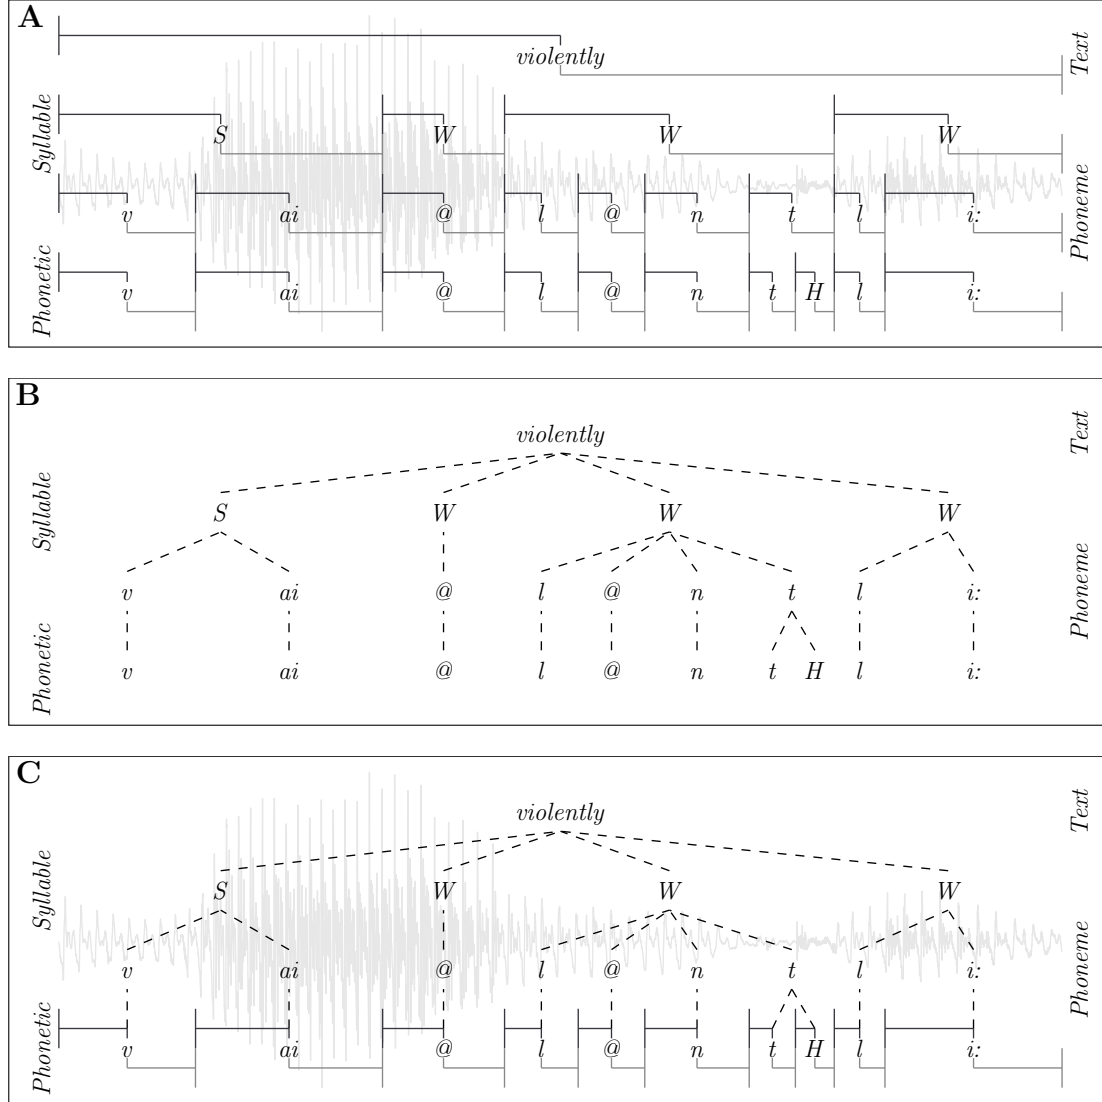 A
violently
Text
Syllable
S W W W
v ai @ l @ n t l i:
Phoneme
Phonetic
v ai @ l @ n t H l i:
B
violently
Text
Syllable
S W W W
v ai @ l @ n t l i:
Phoneme
Phonetic
v ai @ l @ n t H l i:
C
violently
Text
Syllable
S W W W
v ai @ l @ n t l i:
Phoneme
Phonetic
v ai @ l @ n t H l i: